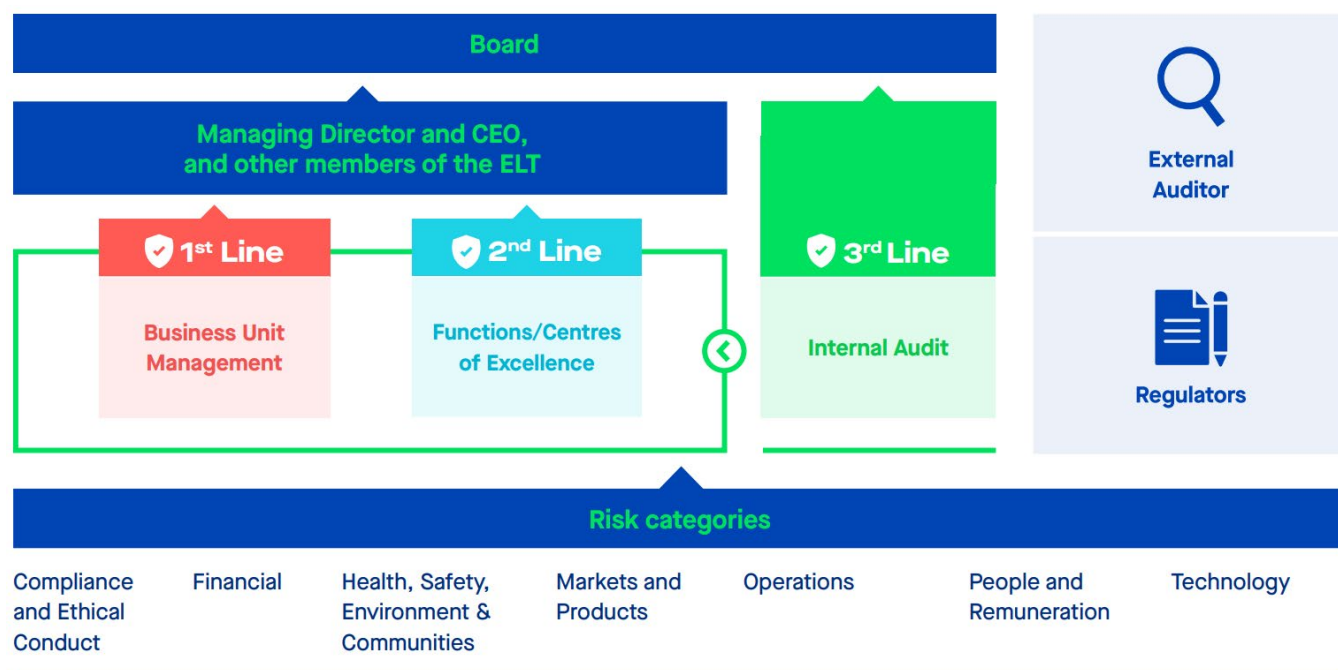 Board
Managing Director and CEO,
and other members of the ELT
1st Line
Business Unit
Management
2nd Line
Functions/Centres
of Excellence
3rd Line
Internal Audit
External
Auditor
Regulators
Risk categories
Compliance
and Ethical
Conduct
Financial
Health, Safety,
Environment &
Communities
Markets and
Products
Operations
People and
Remuneration
Technology